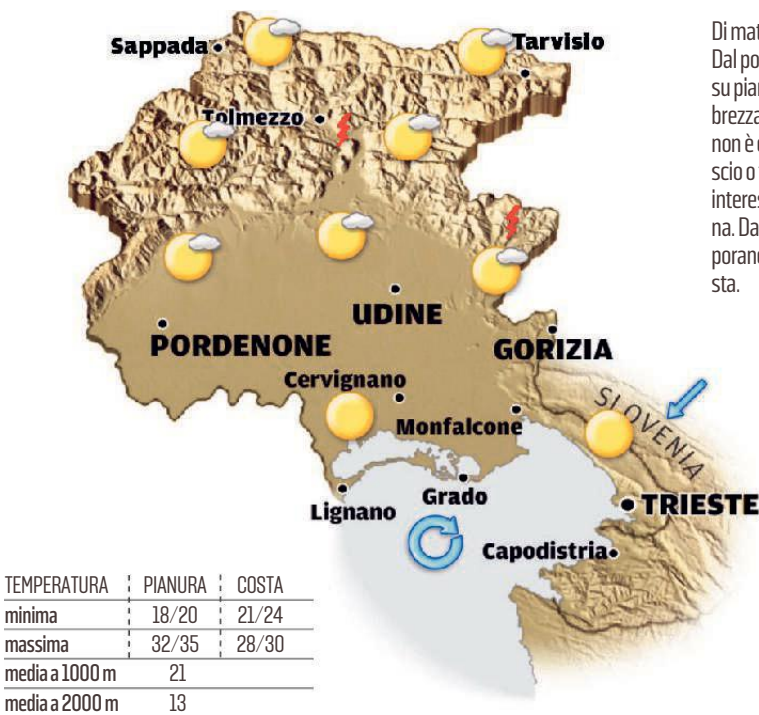 Sappada
Tarvisio
Tolmezzo
UDINE
PORDENONE
GORIZIA
Cervignano
Monfalcone
SLOVENIA
Lignano
Grado
TRIESTE
Capodistria
Di mat
Dal po
su pian
brezza
non è
scio o
interes
na. Da
porand
sta.
TEMPERATURA PIANURA COSTA
minima 18/20 21/24
massima 32/35 28/30
media a 1000 m 21
media a 2000 m 13